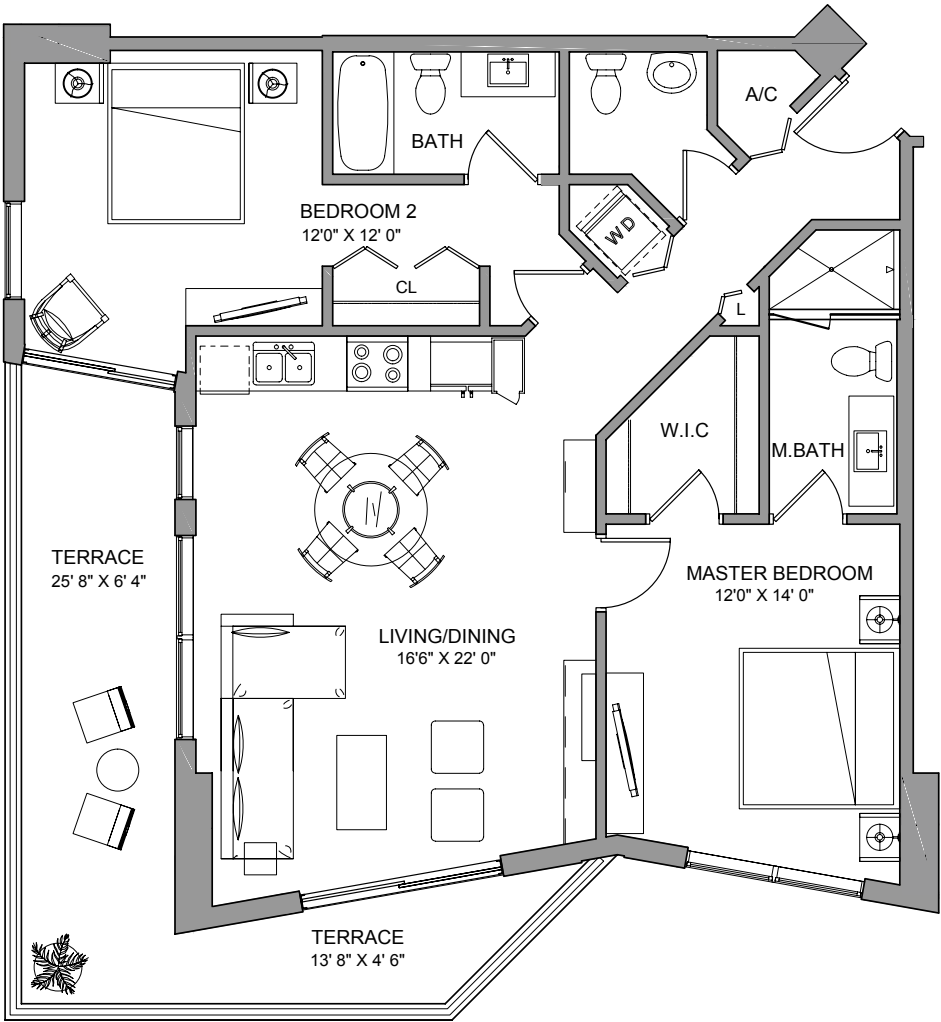 A/C
BATH
BEDROOM 2
12'0" X 12' 0"
WD
CL
L
W.I.C
M.BATH
TERRACE
25' 8" X 6' 4"
MASTER BEDROOM
12'0" X 14' 0"
LIVING/DINING
16'6" X 22' 0"
TERRACE
13' 8" X 4' 6"